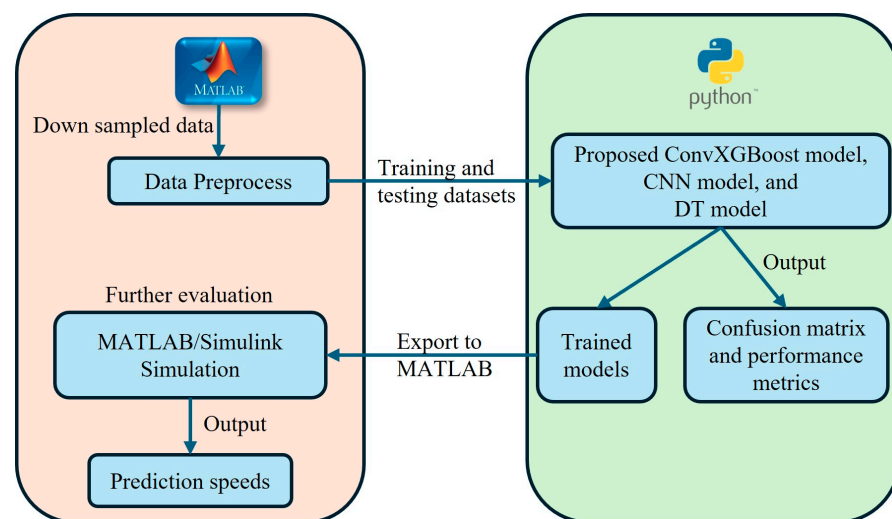 MATLAB
Down sampled data
Data Preprocess
Training and
testing datasets
python™
Proposed ConvXGBoost model,
CNN model, and
DT model
Output
Trained
models
Confusion matrix
and performance
metrics
Export to
MATLAB
Further evaluation
MATLAB/Simulink
Simulation
Output
Prediction speeds